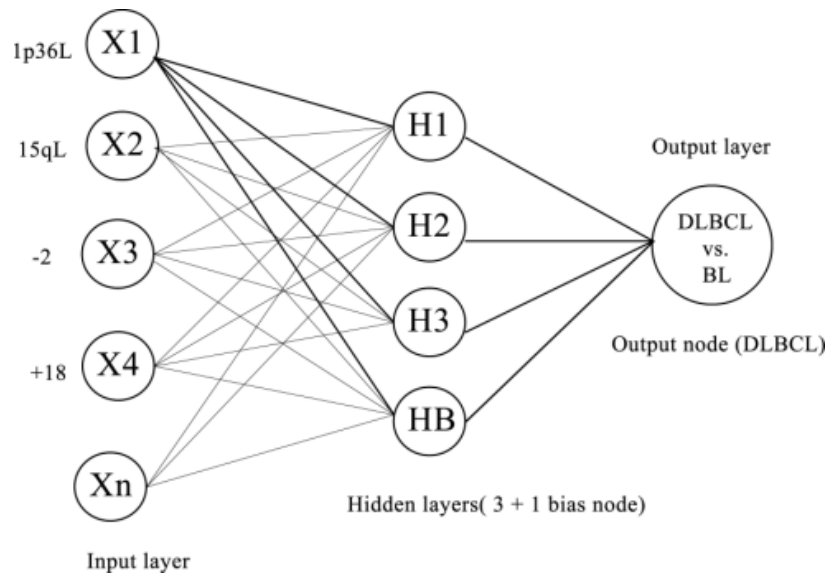 1p36L
X1
15qL
X2
-2
X3
+18
X4
Xn
Input layer
H1
H2
H3
HB
Hidden layers( 3 + 1 bias node)
Output layer
DLBCL
vs.
BL
Output node (DLBCL)